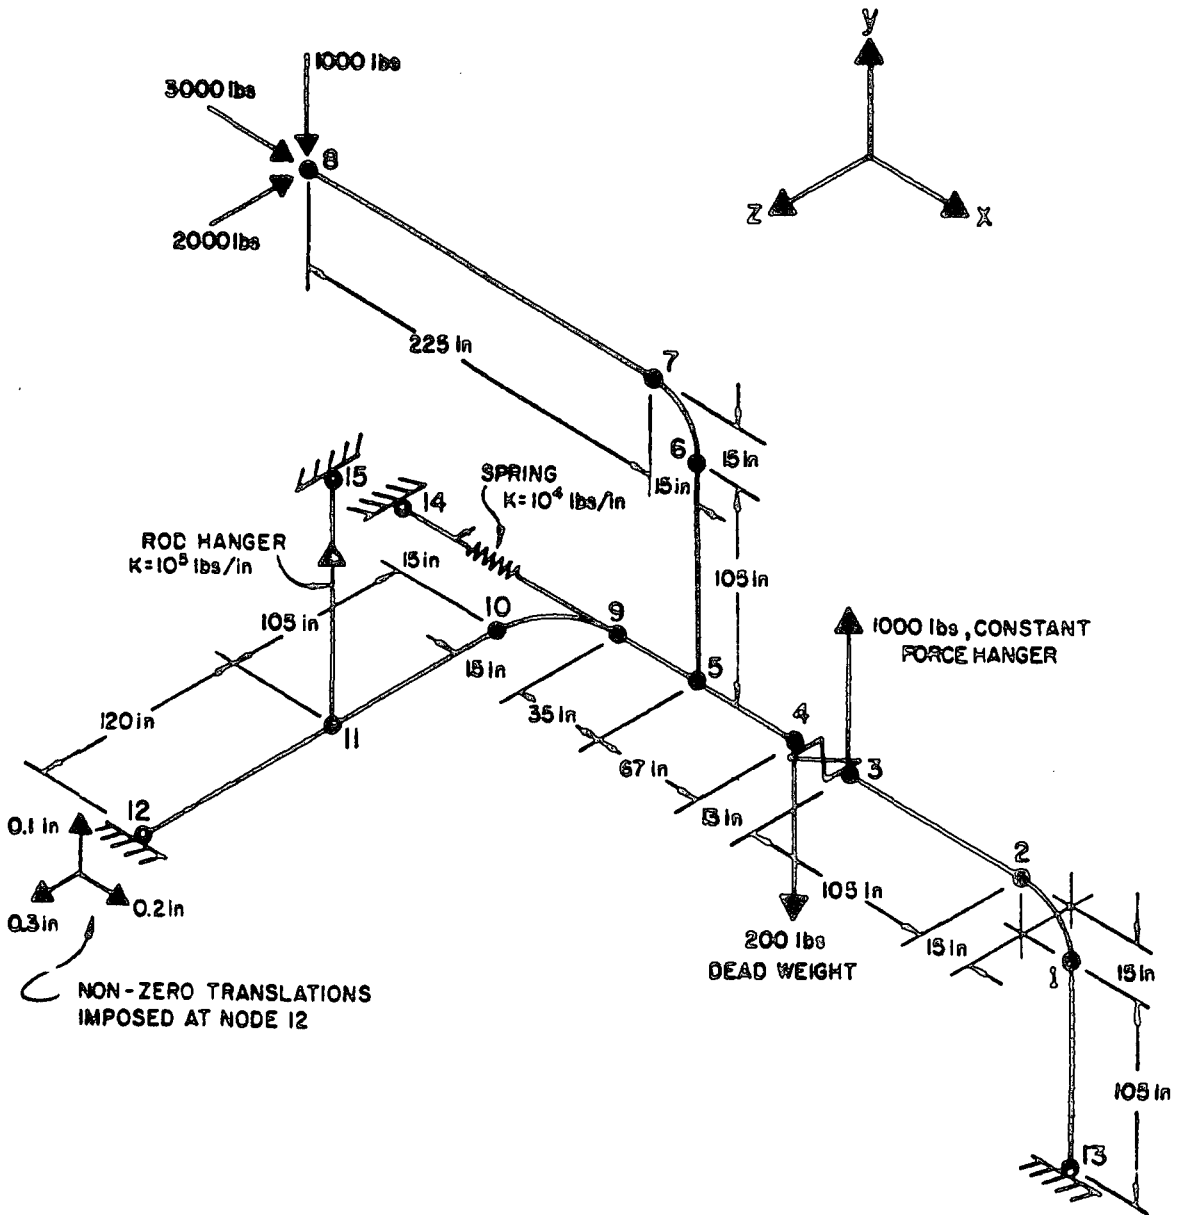 1000 lbs
3000 lbs
8
2000 lbs
y
z
x
225 in
7
6
15 in
15 in
105 in
15
14
SPRING
K=10⁴ lbs/in
ROD HANGER
K=10⁵ lbs/in
15 in
105 in
10
9
15 in
5
1000 lbs, CONSTANT
FORCE HANGER
120 in
11
35 in
4
67 in
3
12
0.1 in
0.3 in
0.2 in
2
105 in
15 in
200 lbs
DEAD WEIGHT
1
15 in
NON-ZERO TRANSLATIONS
IMPOSED AT NODE 12
105 in
13